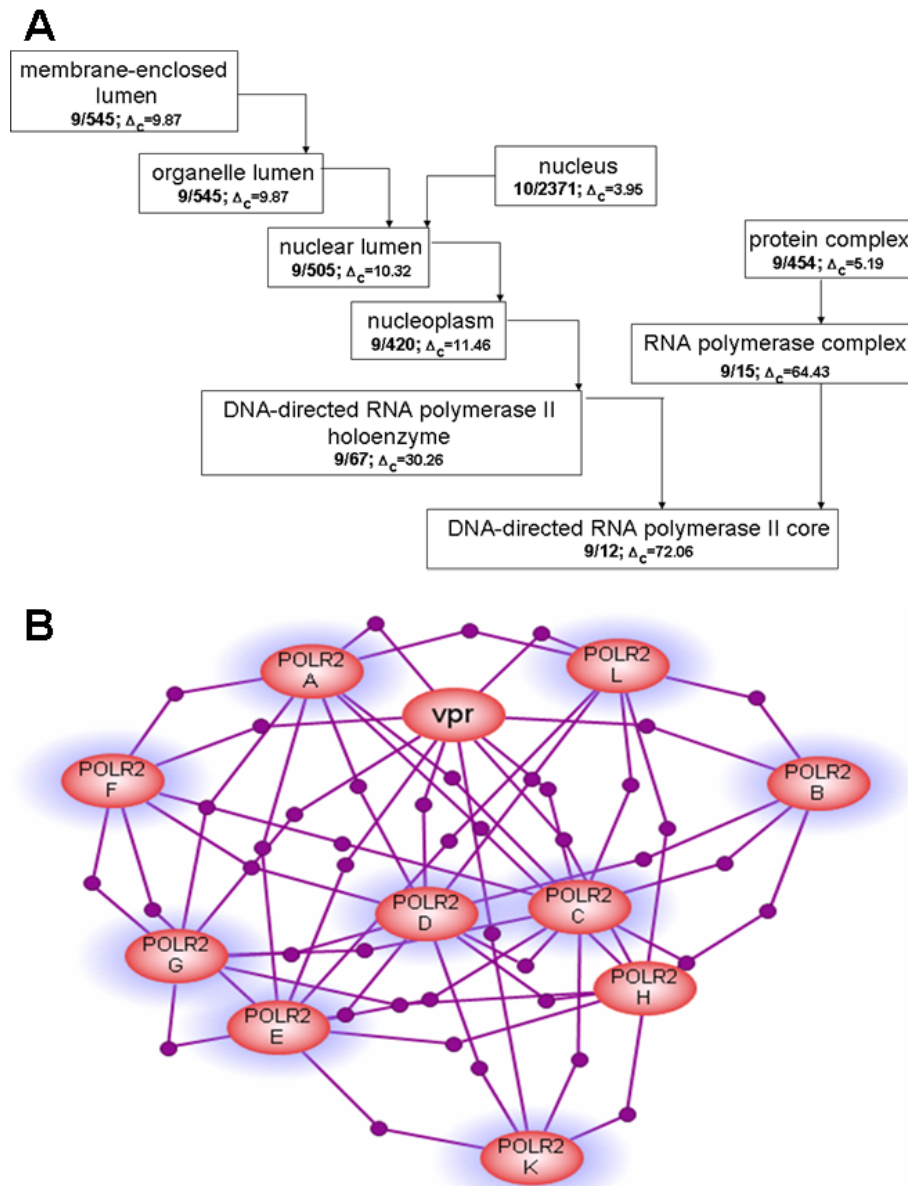 A
membrane-enclosed
lumen
9/545; Δc=9.87
organelle lumen
9/545; Δc=9.87
nucleus
10/2371; Δc=3.95
nuclear lumen
9/505; Δc=10.32
protein complex
9/454; Δc=5.19
nucleoplasm
9/420; Δc=11.46
RNA polymerase complex
9/15; Δc=64.43
DNA-directed RNA polymerase II
holoenzyme
9/67; Δc=30.26
DNA-directed RNA polymerase II core
9/12; Δc=72.06
B
POLR2
A
POLR2
L
vpr
POLR2
F
POLR2
B
POLR2
D
POLR2
C
POLR2
G
POLR2
H
POLR2
E
POLR2
K